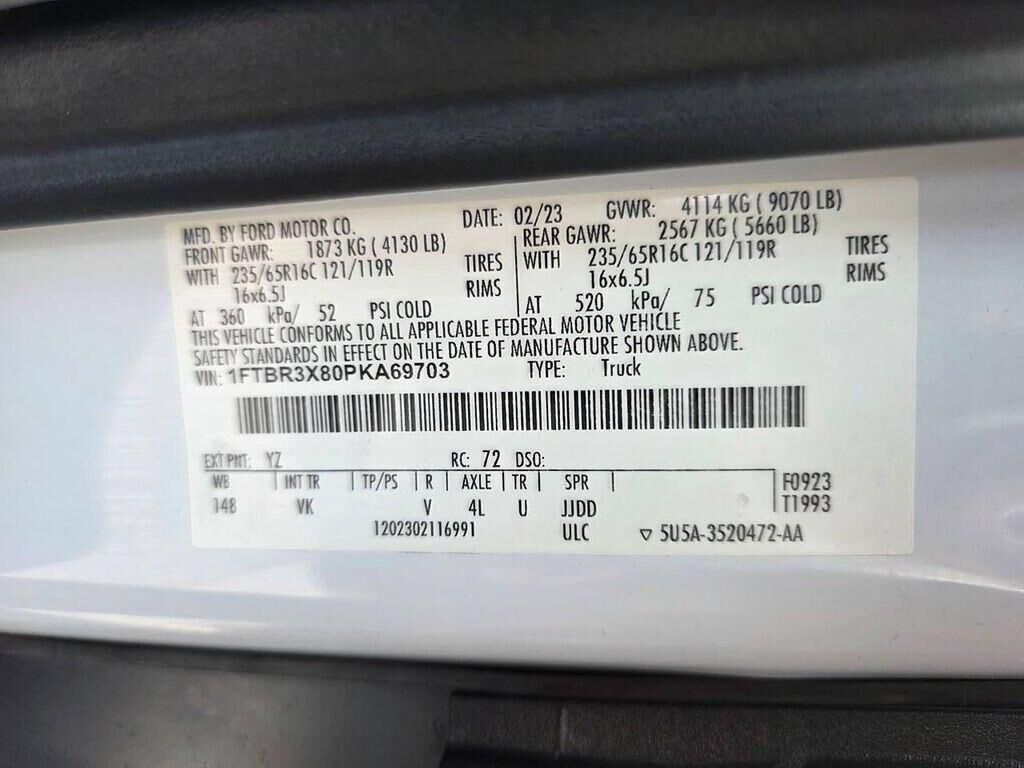 MFD. BY FORD MOTOR CO. DATE: 02/23 GVWR: 4114 KG ( 9070 LB)
FRONT GAWR: 1873 KG ( 4130 LB) REAR GAWR: 2567 KG ( 5660 LB)
WITH 235/65R16C 121/119R TIRES WITH 235/65R16C 121/119R TIRES
16x6.5J RIMS 16x6.5J RIMS
AT 360 kPa/ 52 PSI COLD AT 520 kPa/ 75 PSI COLD
THIS VEHICLE CONFORMS TO ALL APPLICABLE FEDERAL MOTOR VEHICLE
SAFETY STANDARDS IN EFFECT ON THE DATE OF MANUFACTURE SHOWN ABOVE.
VIN: 1FTBR3X80PKA69703 TYPE: Truck
EXT PNT: YZ RC: 72 DSO:
WB INT TR TP/PS R AXLE TR SPR F0923
148 VK V 4L U JJDD T1993
1202302116991 ULC ▽ 5U5A-3520472-AA